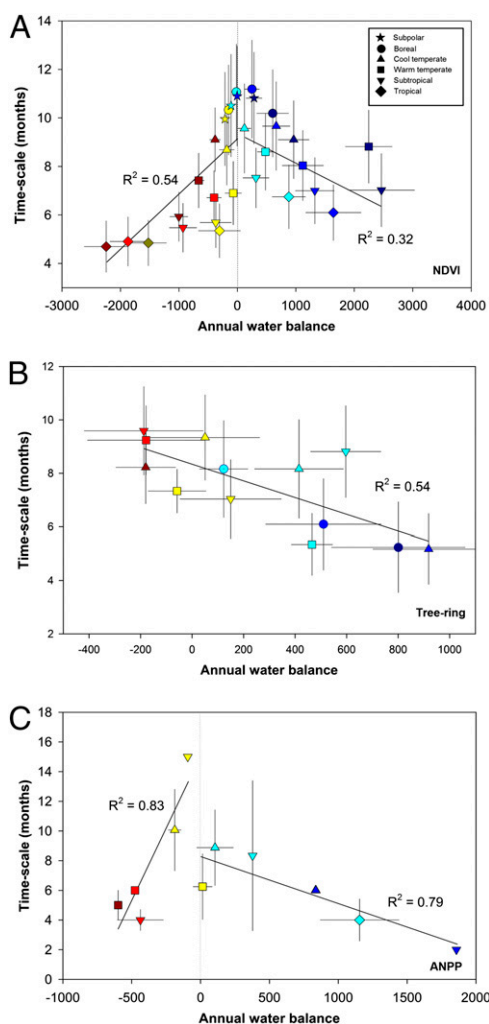 A
14
12
10
8
6
4
Time-scale (months)
Subpolar
Boreal
Cool temperate
Warm temperate
Subtropical
Tropical
R² = 0.54
R² = 0.32
NDVI
-3000 -2000 -1000 0 1000 2000 3000
Annual water balance
B
12
10
8
6
4
2
Time-scale (months)
R² = 0.54
Tree-ring
-400 -200 0 200 400 600 800 1000
Annual water balance
C
18
16
14
12
10
8
6
4
2
0
Time-scale (months)
R² = 0.83
R² = 0.79
ANPP
-1000 -500 0 500 1000 1500 2000
Annual water balance